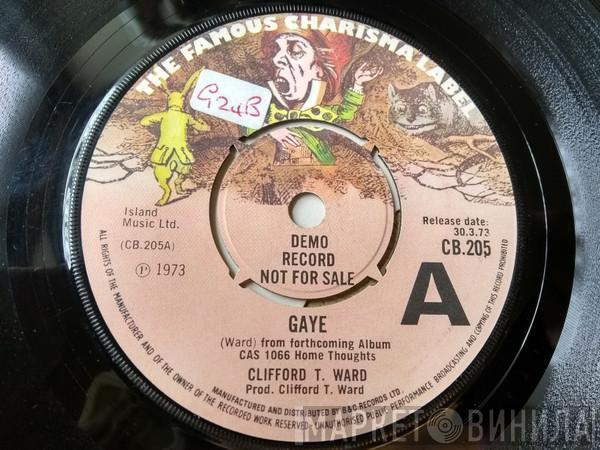 THE FAMOUS CHARISMA LABEL
G24B
Island
Music Ltd.
(CB.205A)
℗ 1973
DEMO
RECORD
NOT FOR SALE
Release date:
30.3.73
CB.205
A
GAYE
(Ward) from forthcoming Album
CAS 1066 Home Thoughts
CLIFFORD T. WARD
Prod. Clifford T. Ward
MANUFACTURED AND DISTRIBUTED BY B&C RECORDS LTD.
ALL RIGHTS OF THE MANUFACTURER AND OF THE OWNER OF THE RECORDED WORK RESERVED-UNAUTHORISED PUBLIC PERFORMANCE BROADCASTING AND COPYING OF THIS RECORD PROHIBITED
МАРКЕТ ВИНИЛА